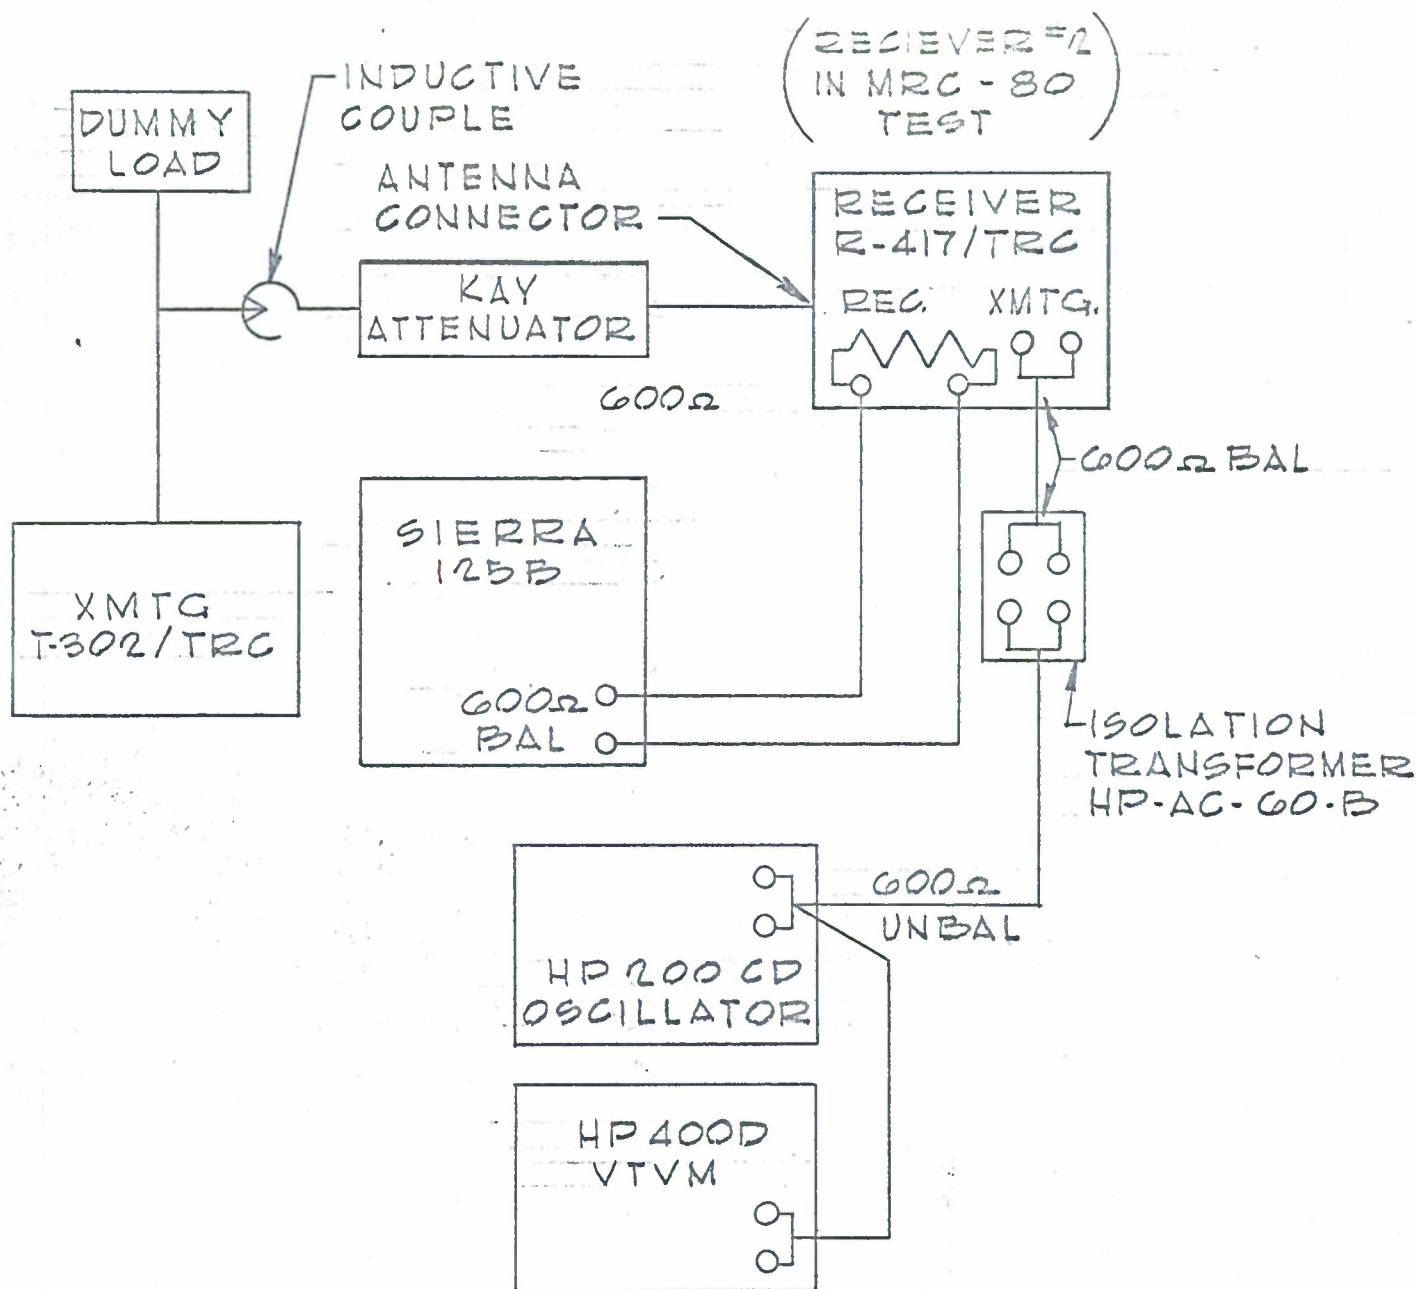 (RECIEVER #2
IN MRC - 80
TEST)
INDUCTIVE
COUPLE
DUMMY
LOAD
ANTENNA
CONNECTOR
RECEIVER
R-417/TRC
REC. XMTG.
KAY
ATTENUATOR
600Ω
600Ω BAL
SIERRA
125B
600Ω
BAL
XMTG
T-302/TRC
ISOLATION
TRANSFORMER
HP-AC-60-B
600Ω
UNBAL
HP 200 CD
OSCILLATOR
HP 400D
VTVM